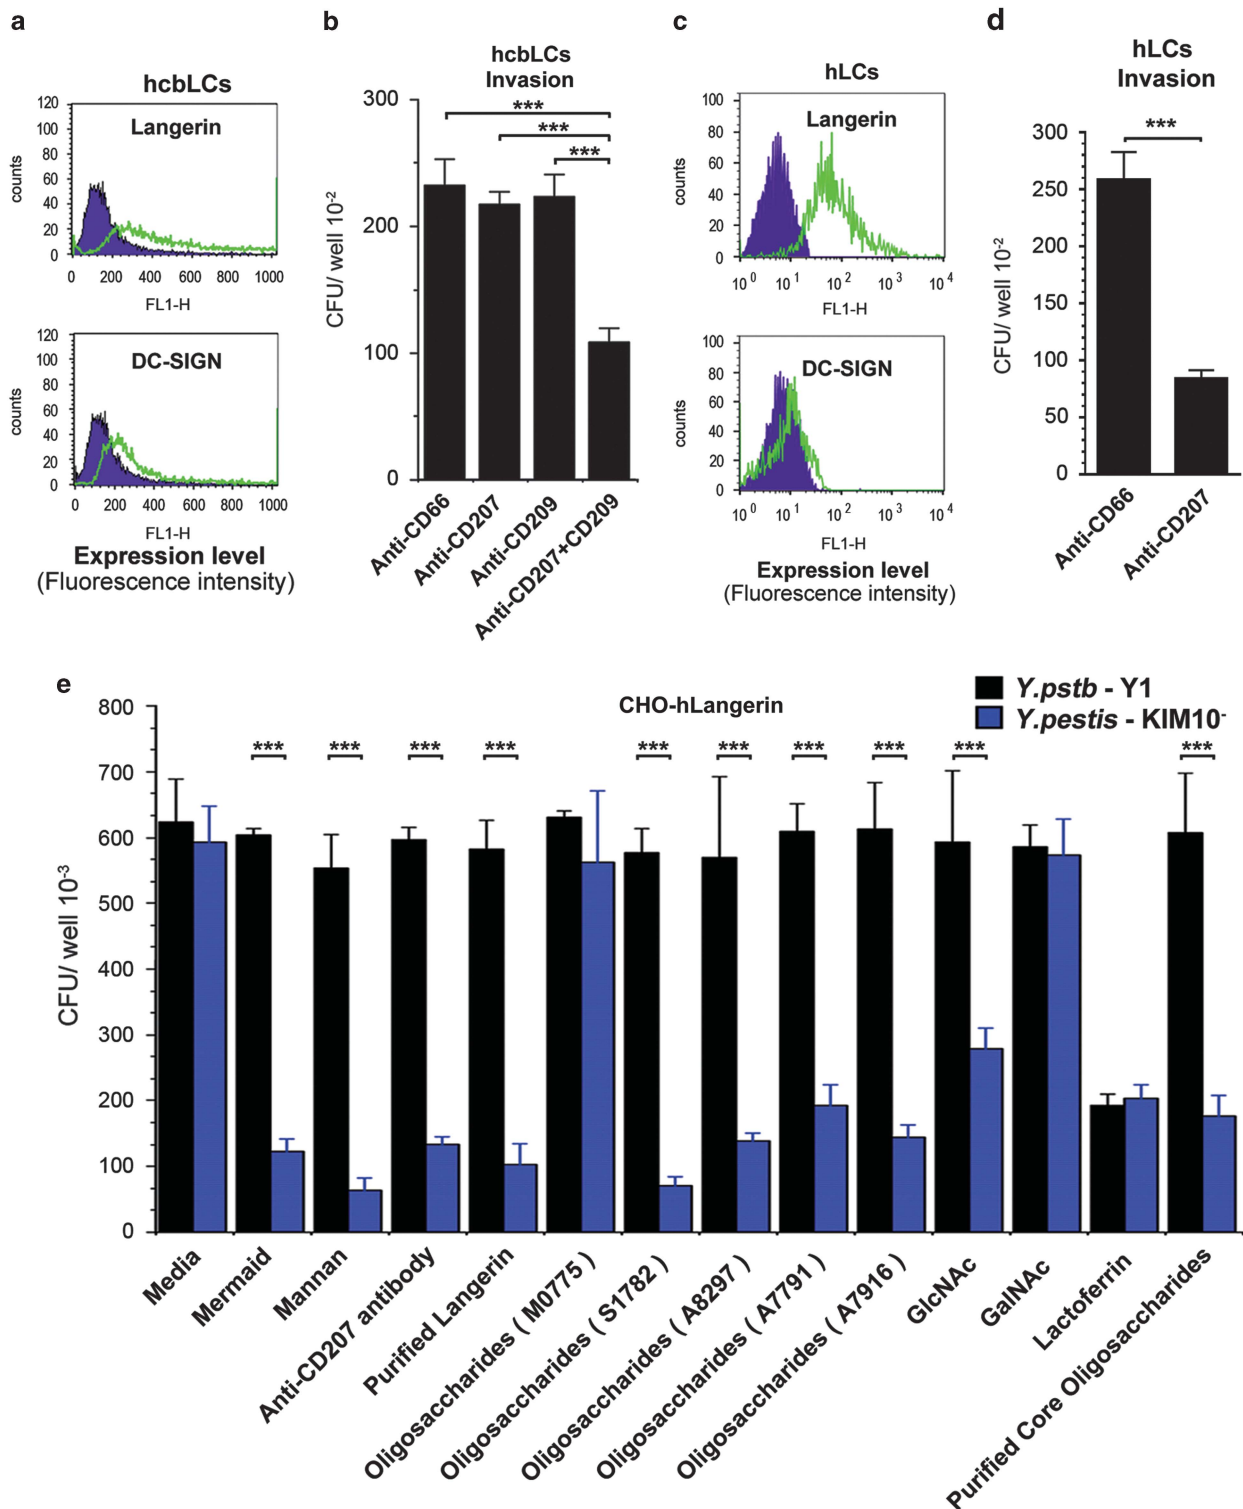 a
hcbLCs
Langerin
120
100
80
60
40
20
0
counts
0 200 400 600 800 1000
FL1-H
DC-SIGN
120
100
80
60
40
20
0
counts
0 200 400 600 800 1000
FL1-H
Expression level
(Fluorescence intensity)
b
hcbLCs
Invasion
300
200
100
0
CFU/ well 10-2
***
***
***
Anti-CD66
Anti-CD207
Anti-CD209
Anti-CD207+CD209
c
hLCs
Langerin
100
80
60
40
20
0
counts
10 0 10 1 10 2 10 3 10 4
FL1-H
DC-SIGN
100
80
60
40
20
0
counts
10 0 10 1 10 2 10 3 10 4
FL1-H
Expression level
(Fluorescence intensity)
d
hLCs
Invasion
300
250
200
150
100
50
0
CFU/ well 10-2
***
Anti-CD66
Anti-CD207
e
CHO-hLangerin
Y.pstb - Y1
Y.pestis - KIM10-
800
700
600
500
400
300
200
100
0
CFU/ well 10-3
*** *** *** *** *** *** *** *** *** ***
Media
Mermaid
Mannan
Anti-CD207 antibody
Purified Langerin
Oligosaccharides ( M0775 )
Oligosaccharides ( S1782 )
Oligosaccharides ( A8297 )
Oligosaccharides ( A7791 )
Oligosaccharides ( A7916 )
GlcNAc
GalNAc
Lactoferrin
Purified Core Oligosaccharides